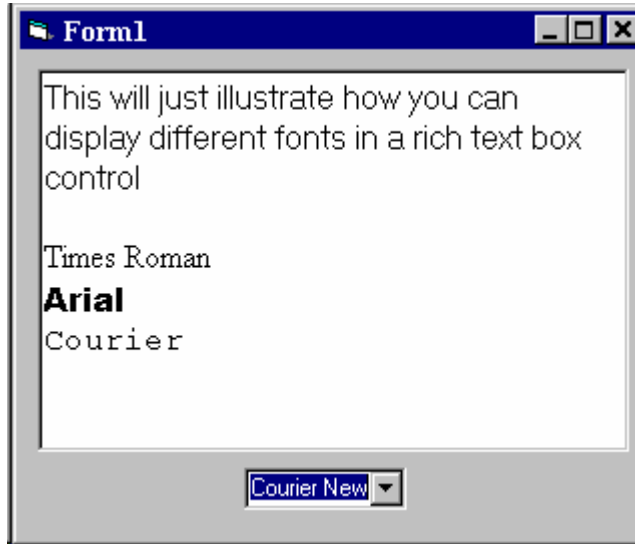 Form1
This will just illustrate how you can
display different fonts in a rich text box
control
Times Roman
Arial
Courier
Courier New